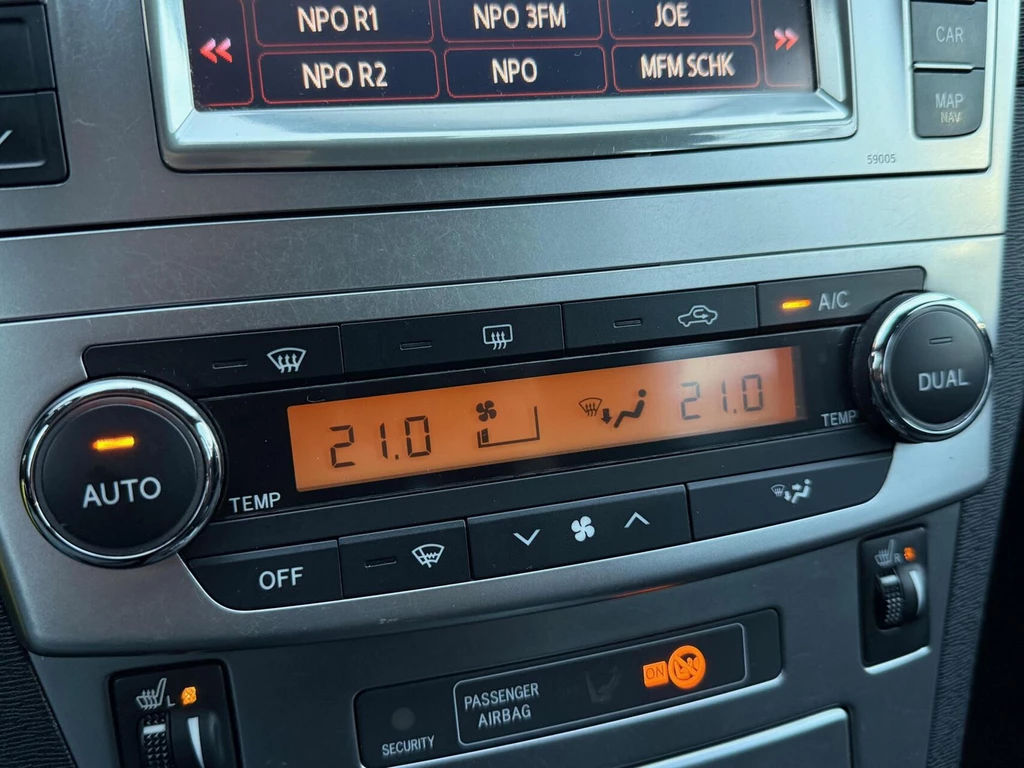 NPO R1
NPO 3FM
JOE
NPO R2
NPO
MFM SCHK
CAR
MAP
NAV
59005
A/C
DUAL
21.0
21.0
TEMP
AUTO
TEMP
OFF
R
L
PASSENGER
AIRBAG
ON
SECURITY